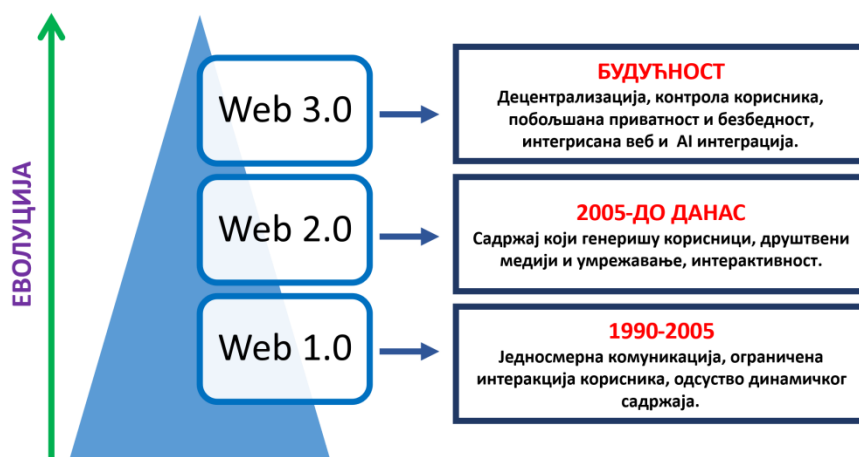 ЕВОЛУЦИЈА
Web 3.0
БУДУЋНОСТ
Децентрализација, контрола корисника,
побољшана приватност и безбедност,
интегрисана веб и AI интеграција.
Web 2.0
2005-ДО ДАНАС
Садржај који генеришу корисници, друштвени
медији и умрежавање, интерактивност.
Web 1.0
1990-2005
Једносмерна комуникација, ограничена
интеракција корисника, одсуство динамичког
садржаја.